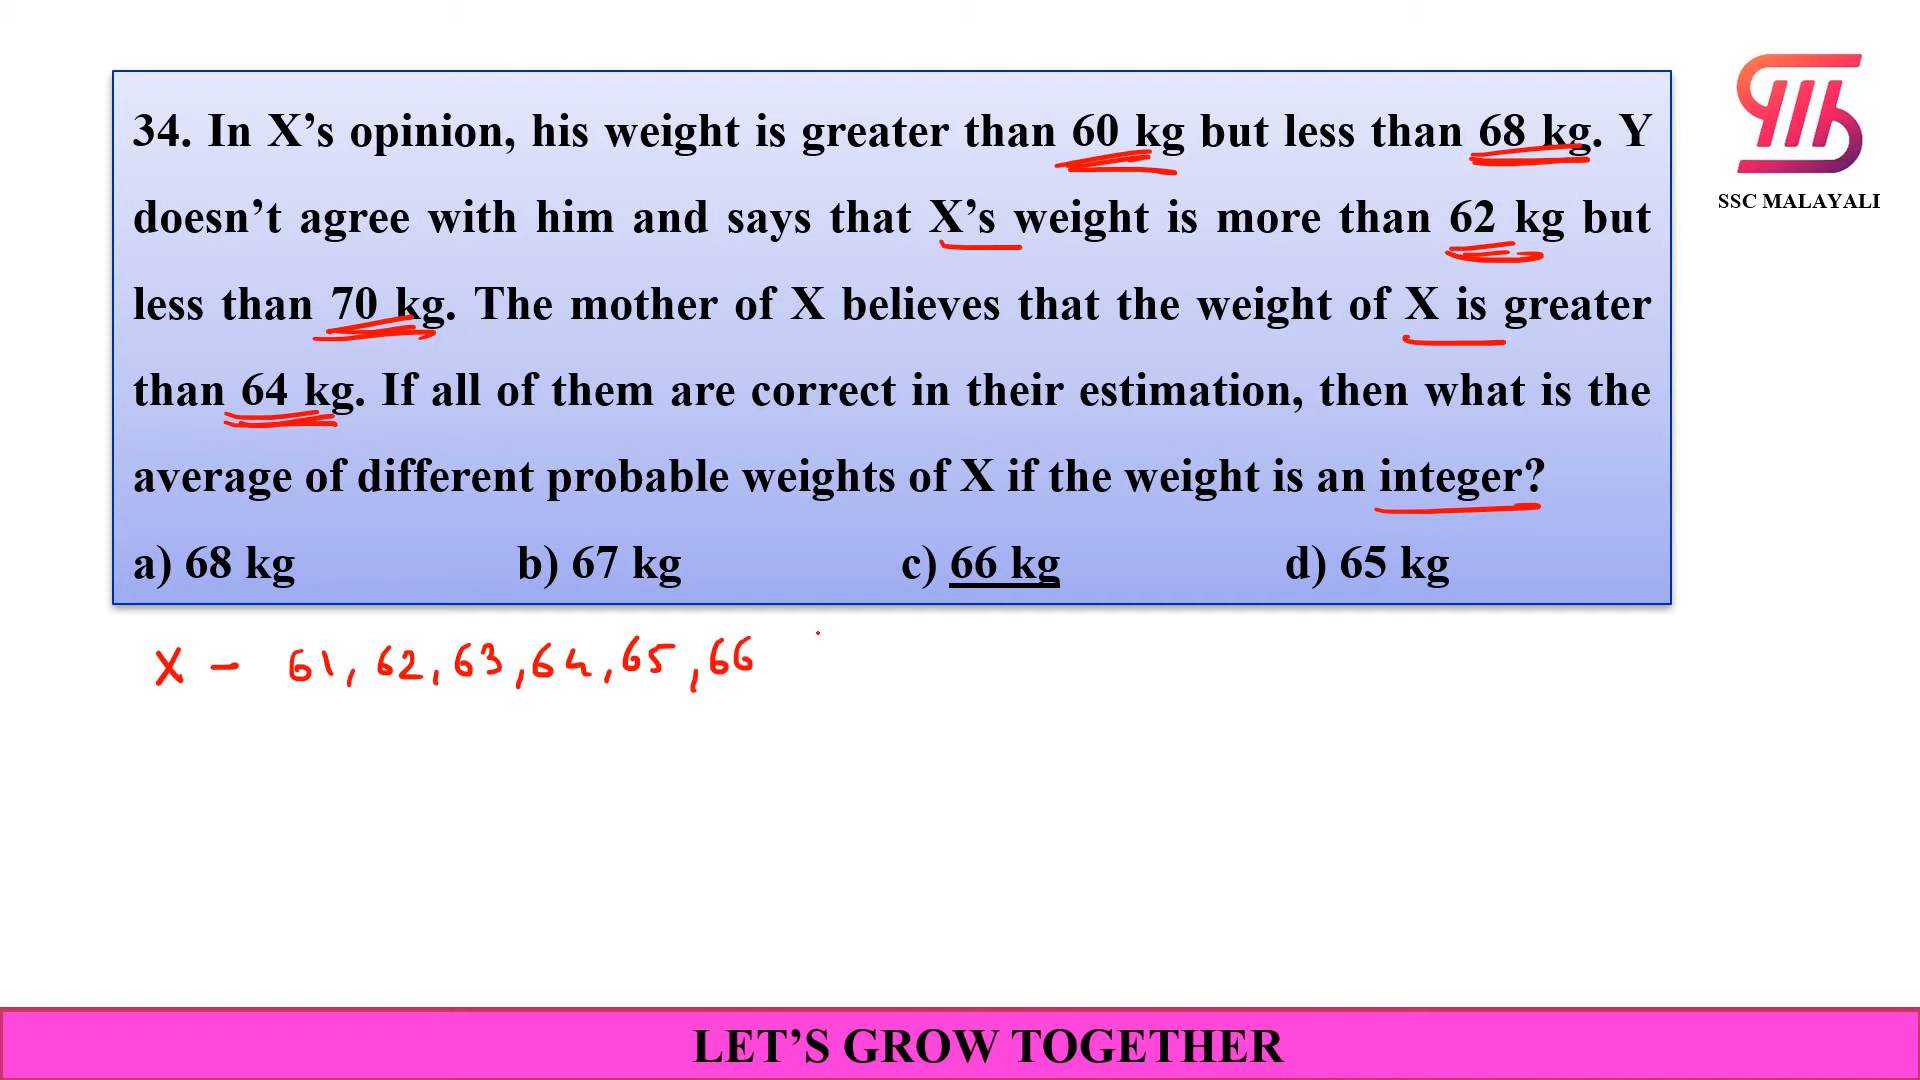 34. In X’s opinion, his weight is greater than 60 kg but less than 68 kg. Y
doesn’t agree with him and says that X’s weight is more than 62 kg but
less than 70 kg. The mother of X believes that the weight of X is greater
than 64 kg. If all of them are correct in their estimation, then what is the
average of different probable weights of X if the weight is an integer?
a) 68 kg b) 67 kg c) 66 kg d) 65 kg
SSC MALAYALI
X – 61, 62, 63, 64, 65, 66
LET’S GROW TOGETHER